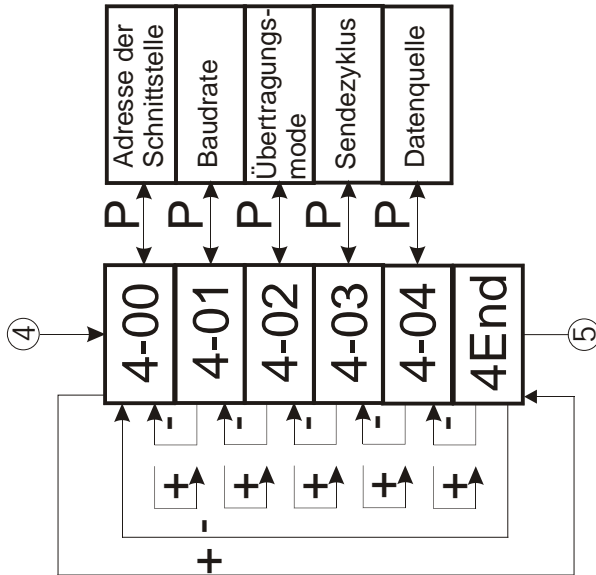 4
4-00
P
Adresse der
Schnittstelle
4-01
P
Baudrate
4-02
P
Übertragungs-
mode
4-03
P
Sendezyklus
4-04
P
Datenquelle
4End
5
+ -
+ -
+ -
+ -
+ -
+ -